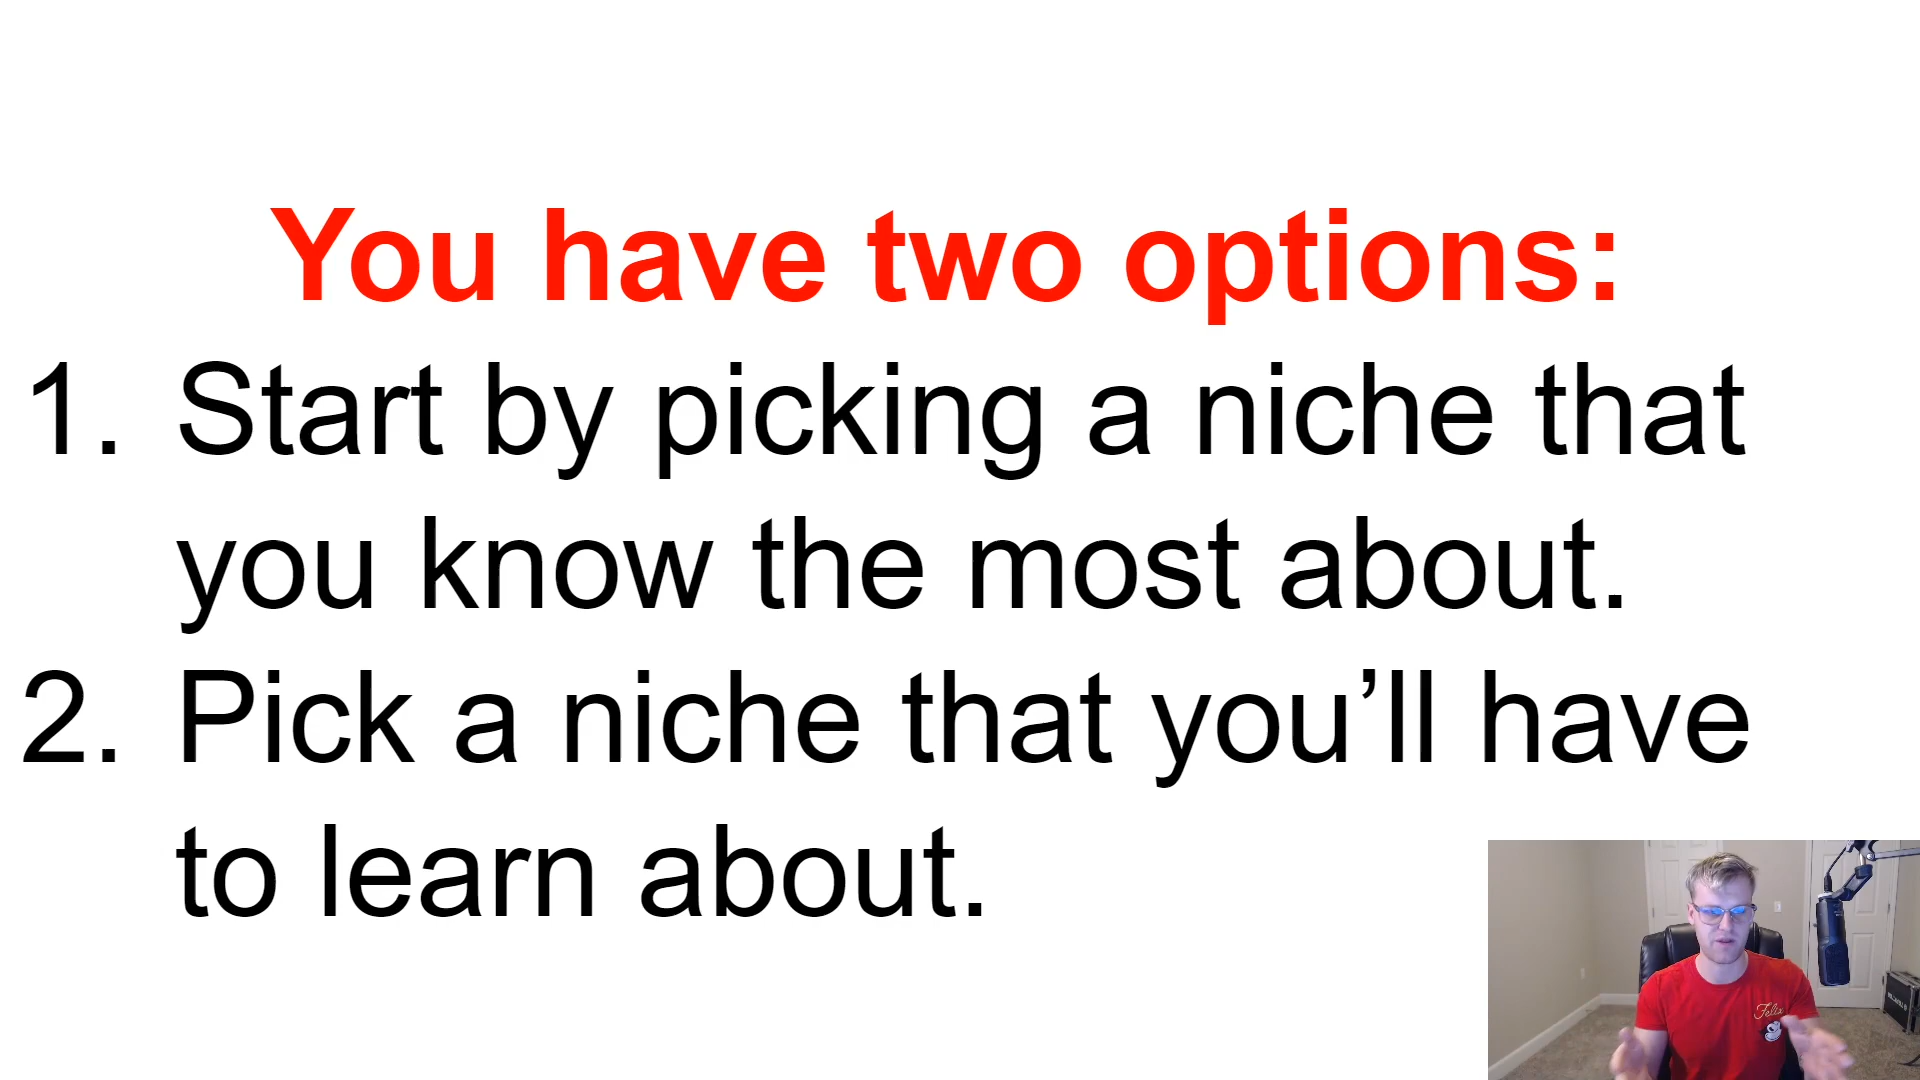 You have two options:
1. Start by picking a niche that
you know the most about.
2. Pick a niche that you’ll have
to learn about.
Felix